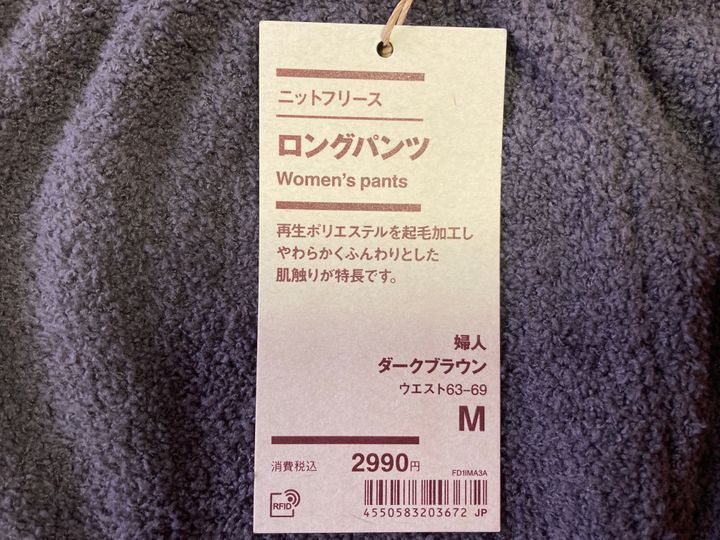 ニットフリース
ロングパンツ
Women's pants
再生ポリエステルを起毛加工し
やわらかくふんわりとした
肌触りが特長です。
婦人
ダークブラウン
ウエスト63-69
M
消費税込 2990円
FD1IMA3A
RFID
4550583203672 JP